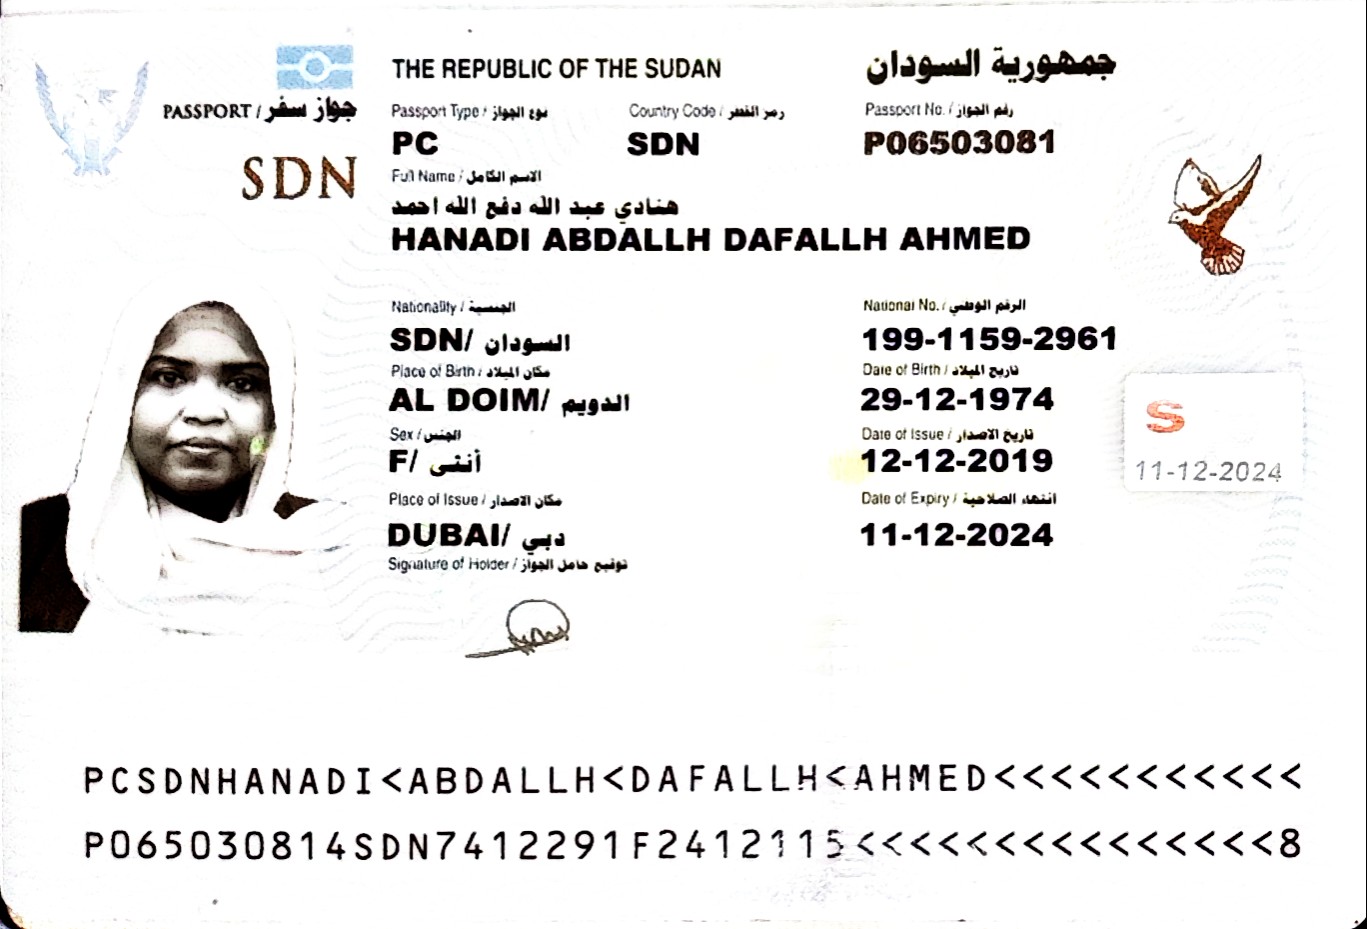 THE REPUBLIC OF THE SUDAN جمهورية السودان
PASSPORT / جواز سفر
SDN
Passport Type / نوع الجواز Country Code / رمز القطر Passport No. / رقم الجواز
PC SDN P06503081
Full Name / الاسم الكامل
هنادي عبد الله دفع الله احمد
HANADI ABDALLH DAFALLH AHMED
Nationality / الجنسية National No. / الرقم الوطني
SDN/ السودان 199-1159-2961
Place of Birth / مكان الميلاد Date of Birth / تاريخ الميلاد
AL DOIM/ الدويم 29-12-1974
Sex / الجنس Date of Issue / تاريخ الاصدار
F/ أنثى 12-12-2019
S
11-12-2024
Place of Issue / مكان الاصدار Date of Expiry / انتهاء الصلاحية
DUBAI/ دبي 11-12-2024
Signature of Holder / توقيع حامل الجواز
PCSDNHANADI<ABDALLH<DAFALLH<AHMED<<<<<<<<<<<
P065030814SDN7412291F2412115<<<<<<<<<<<<<<<8